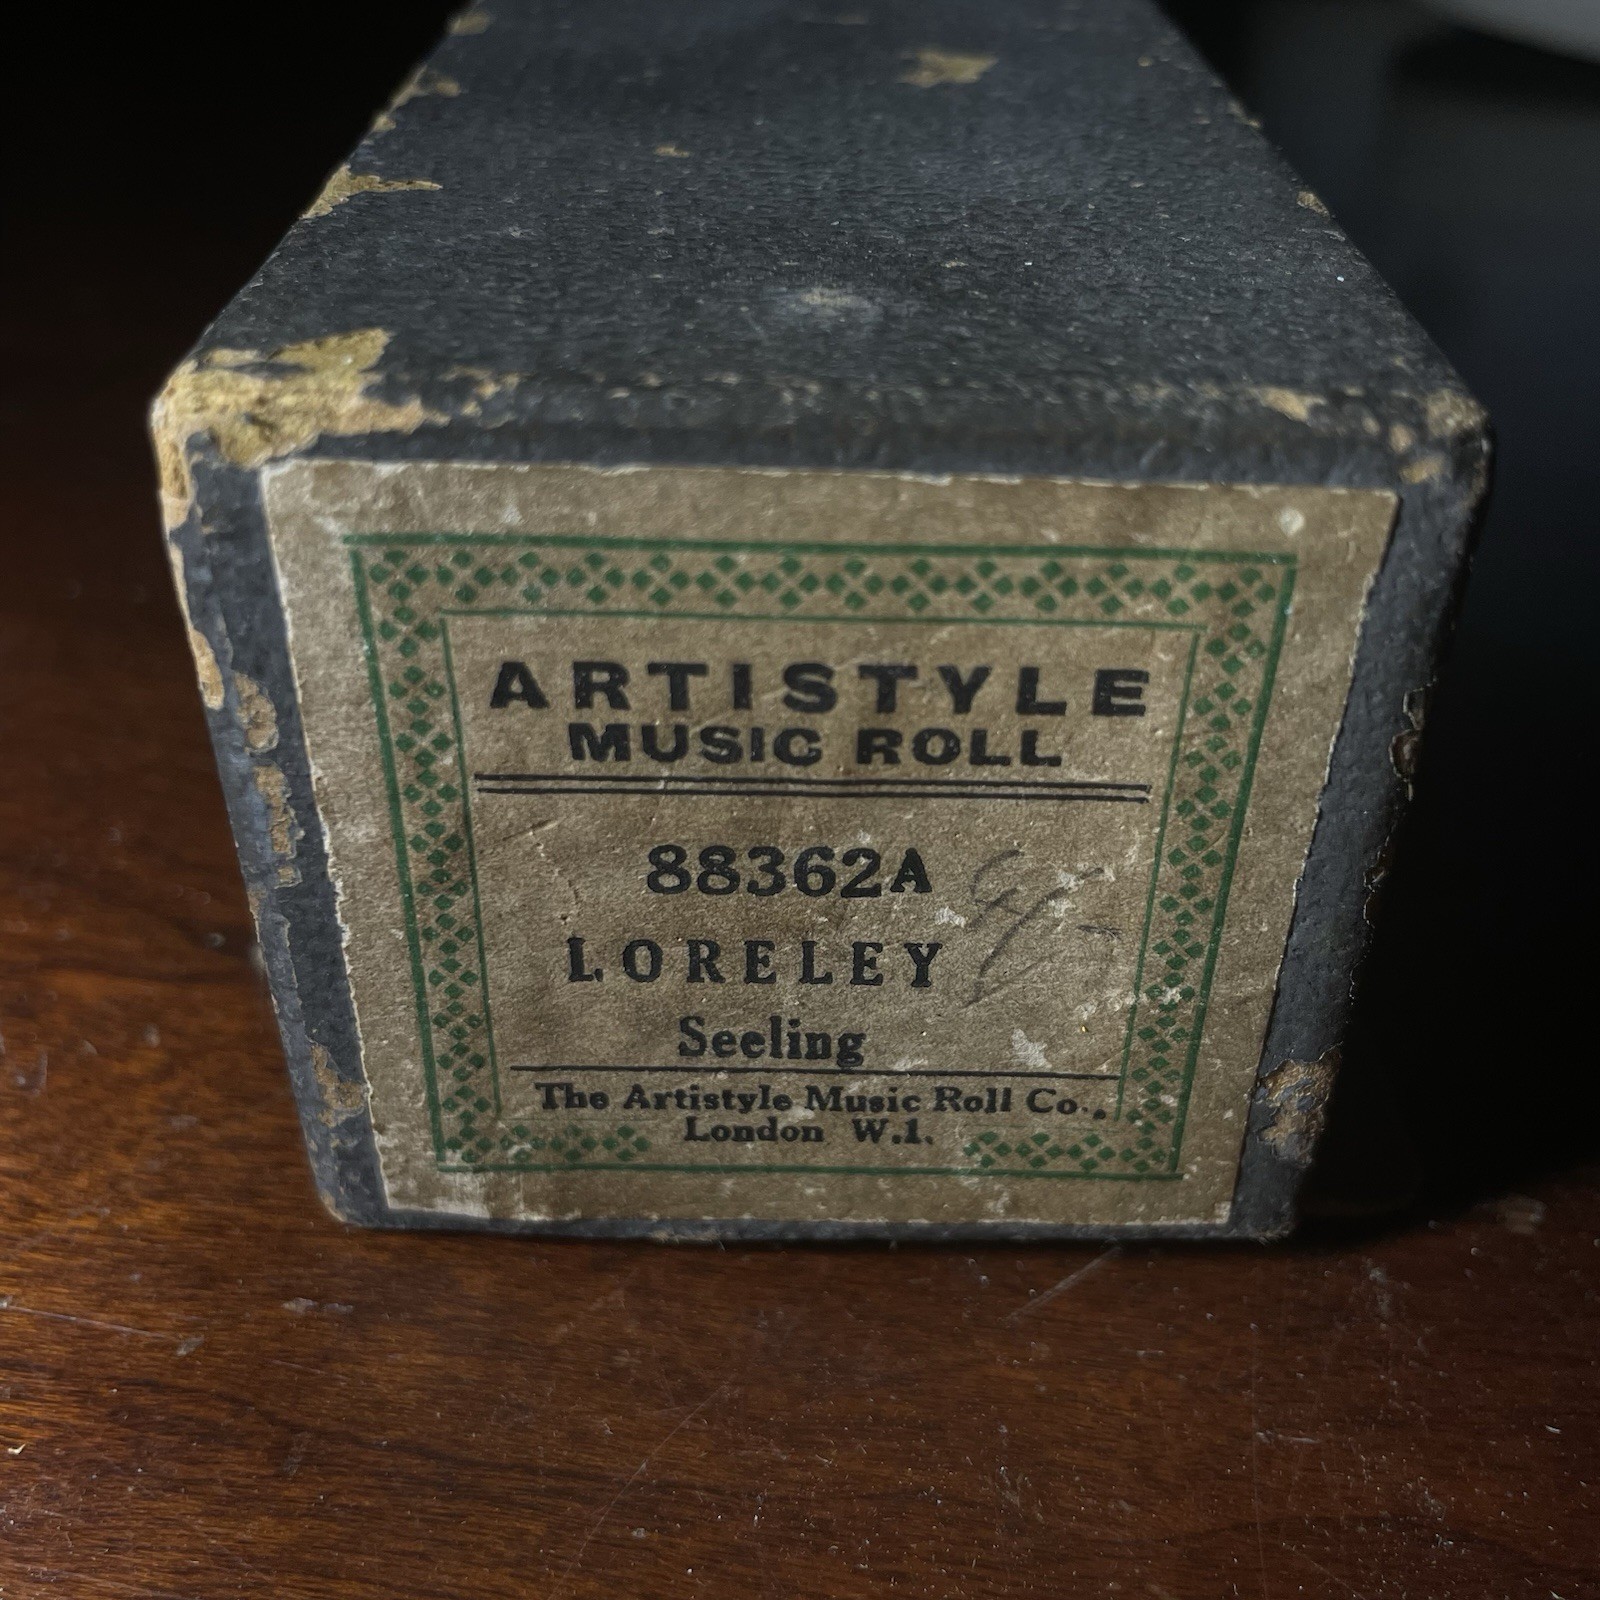 ARTISTYLE
MUSIC ROLL
88362A
LORELEY
Seeling
The Artistyle Music Roll Co.,
London W.1.